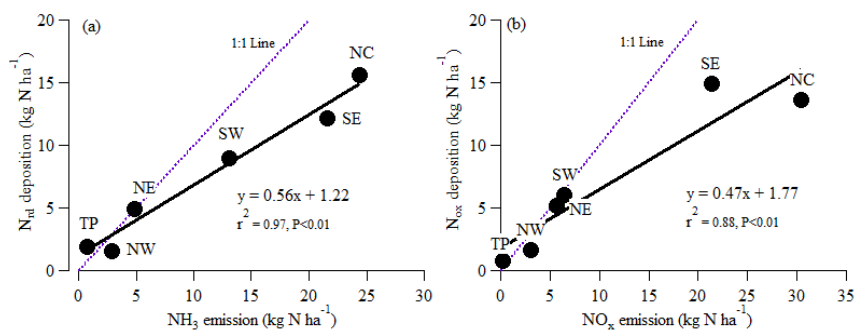 (a)
20
15
10
5
0
N_rd deposition (kg N ha⁻¹)
1:1 Line
NC
SE
SW
NE
TP
NW
y = 0.56x + 1.22
r² = 0.97, P<0.01
0 5 10 15 20 25 30
NH₃ emission (kg N ha⁻¹)
(b)
20
15
10
5
0
N_ox deposition (kg N ha⁻¹)
1:1 Line
SE
NC
SW
NE
NW
TP
y = 0.47x + 1.77
r² = 0.88, P<0.01
0 5 10 15 20 25 30 35
NOₓ emission (kg N ha⁻¹)